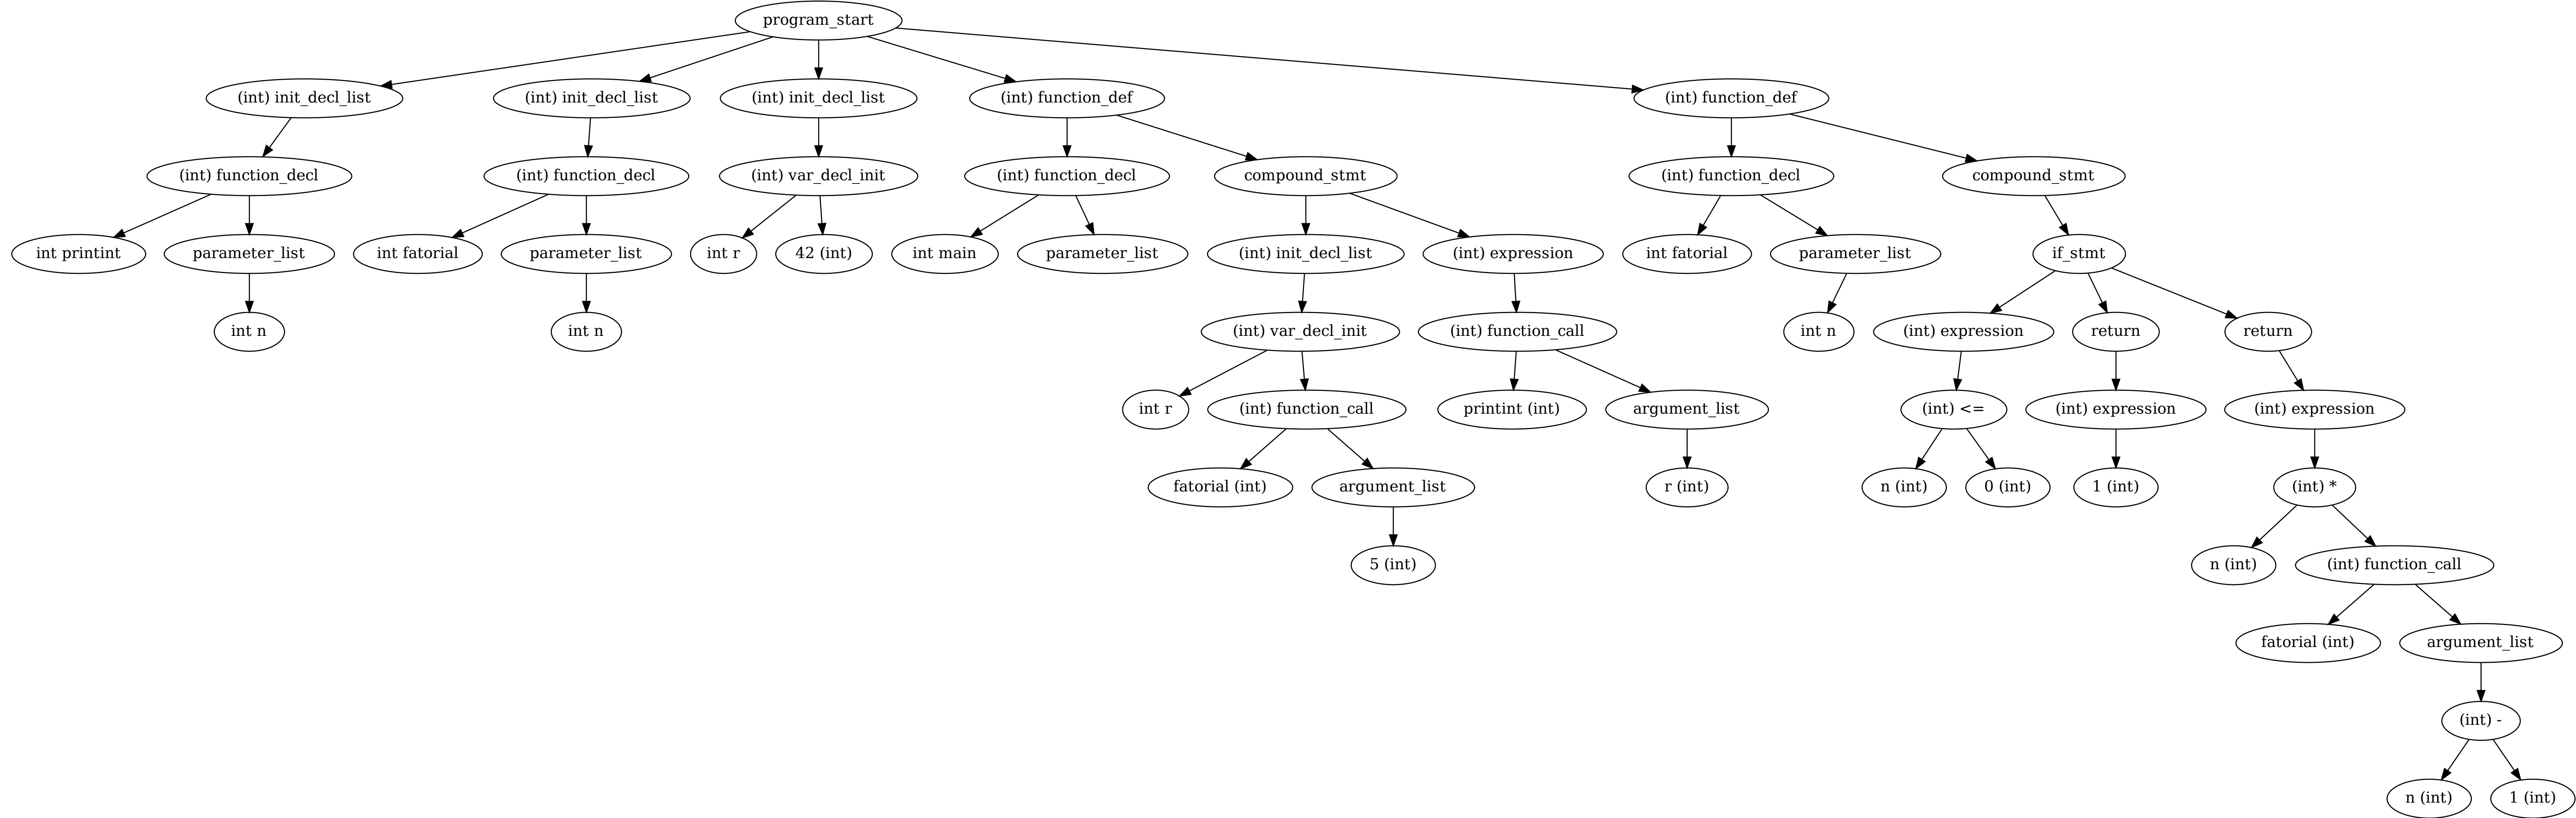 program_start
(int) init_decl_list
(int) init_decl_list
(int) init_decl_list
(int) function_def
(int) function_def
(int) function_decl
(int) function_decl
(int) var_decl_init
(int) function_decl
compound_stmt
(int) function_decl
compound_stmt
int printint
parameter_list
int fatorial
parameter_list
int r
42 (int)
int main
parameter_list
(int) init_decl_list
(int) expression
int fatorial
parameter_list
if_stmt
int n
int n
(int) var_decl_init
(int) function_call
int n
(int) expression
return
return
int r
(int) function_call
printint (int)
argument_list
(int) <=
(int) expression
(int) expression
fatorial (int)
argument_list
r (int)
n (int)
0 (int)
1 (int)
(int) *
5 (int)
n (int)
(int) function_call
fatorial (int)
argument_list
(int) -
n (int)
1 (int)